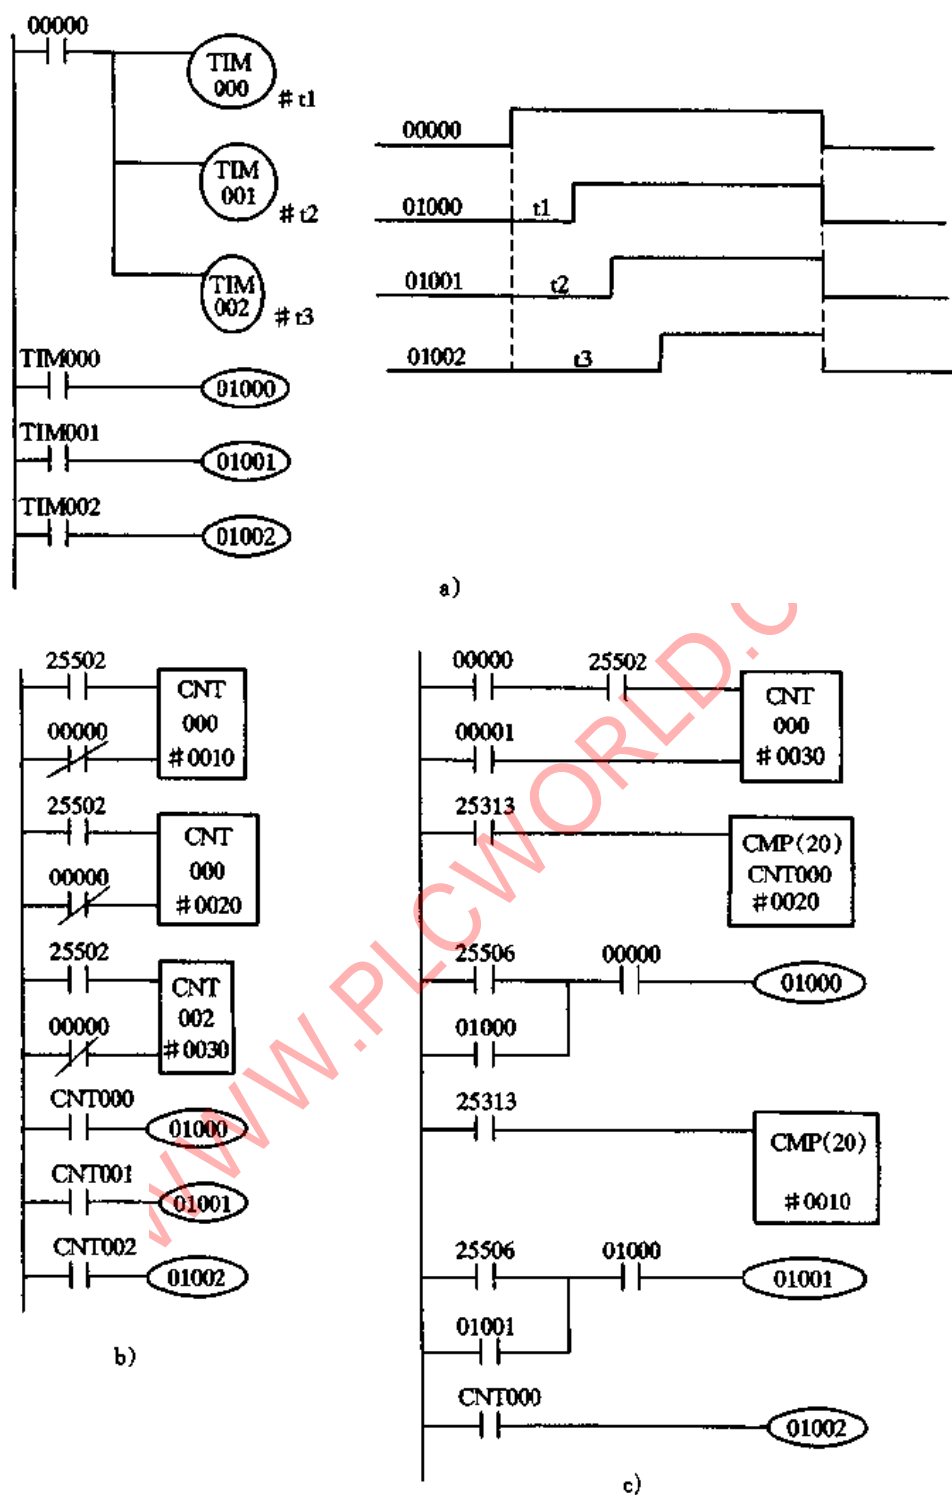 00000
TIM
000
#t1
TIM
001
#t2
TIM
002
#t3
TIM000
01000
TIM001
01001
TIM002
01002
00000
01000
t1
01001
t2
01002
t3
a)
25502
CNT
000
#0010
00000
25502
CNT
000
#0020
00000
25502
CNT
002
#0030
00000
CNT000
01000
CNT001
01001
CNT002
01002
b)
00000
25502
CNT
000
#0030
00001
25313
CMP(20)
CNT000
#0020
25506
00000
01000
01000
25313
CMP(20)
#0010
25506
01000
01001
01001
CNT000
01002
c)
WWW.PLCWORLD.C